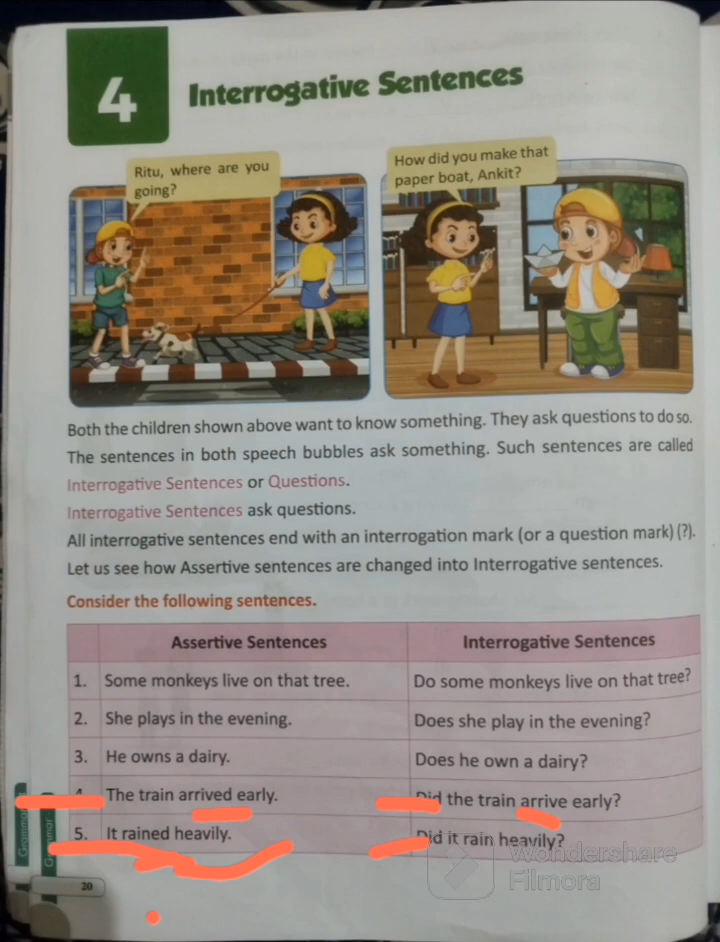 4
Interrogative Sentences
Ritu, where are you
going?
How did you make that
paper boat, Ankit?
Both the children shown above want to know something. They ask questions to do so.
The sentences in both speech bubbles ask something. Such sentences are called
Interrogative Sentences or Questions.
Interrogative Sentences ask questions.
All interrogative sentences end with an interrogation mark (or a question mark) (?).
Let us see how Assertive sentences are changed into Interrogative sentences.
Consider the following sentences.
Assertive Sentences Interrogative Sentences
1. Some monkeys live on that tree. Do some monkeys live on that tree?
2. She plays in the evening. Does she play in the evening?
3. He owns a dairy. Does he own a dairy?
4. The train arrived early. Did the train arrive early?
5. It rained heavily. Did it rain heavily?
Grammar
Grammar
20
Wondershare
Filmora